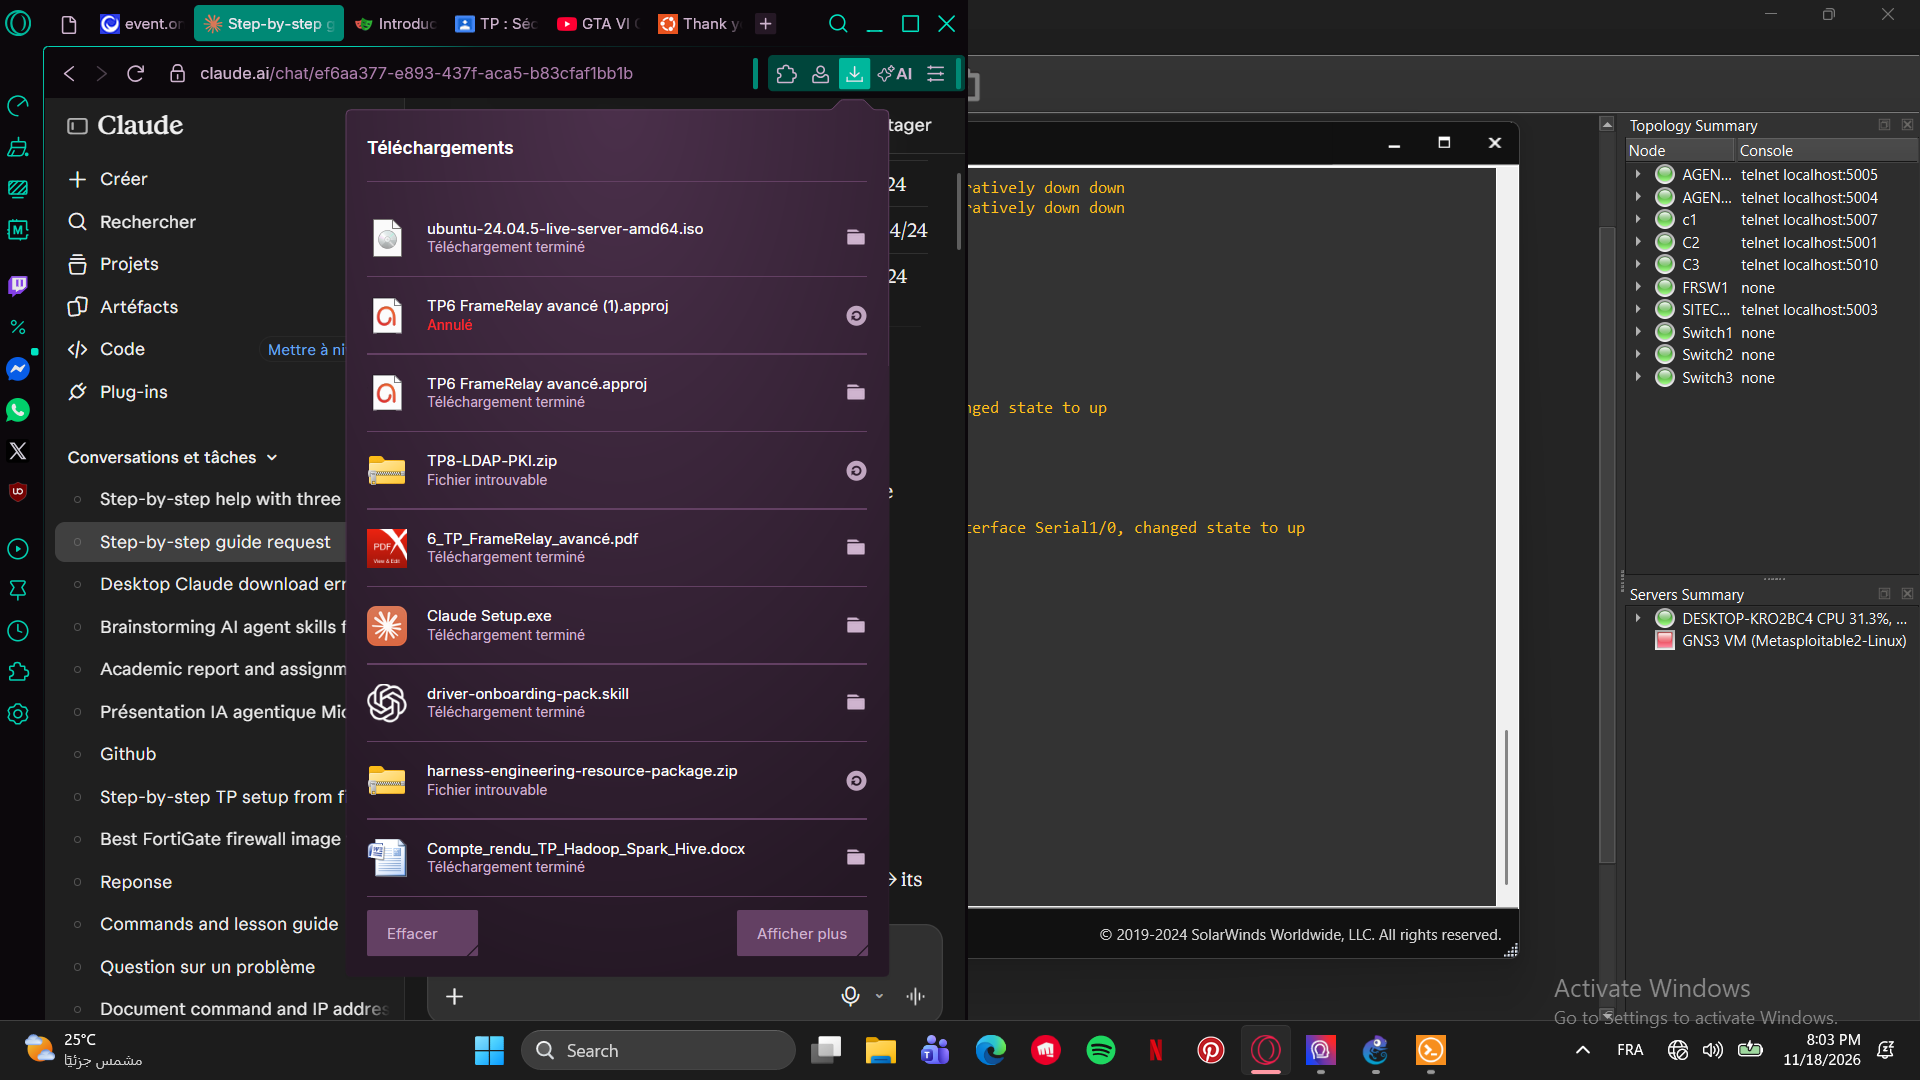 event.or
Step-by-step g
Introduc
TP : Séc
GTA VI
Thank y
claude.ai/chat/ef6aa377-e893-437f-aca5-b83cfaf1bb1b
AI
Claude
Créer
Rechercher
Projets
Artéfacts
Code
Mettre à ni
Plug-ins
Conversations et tâches
Step-by-step help with three
Step-by-step guide request
Desktop Claude download err
Brainstorming AI agent skills f
Academic report and assignm
Présentation IA agentique Mic
Github
Step-by-step TP setup from fi
Best FortiGate firewall image
Reponse
Commands and lesson guide
Question sur un problème
Document command and IP addres
tager
24
4/24
24
e
its
Téléchargements
ubuntu-24.04.5-live-server-amd64.iso
Téléchargement terminé
TP6 FrameRelay avancé (1).approj
Annulé
TP6 FrameRelay avancé.approj
Téléchargement terminé
TP8-LDAP-PKI.zip
Fichier introuvable
PDF
View & Edit
6_TP_FrameRelay_avancé.pdf
Téléchargement terminé
Claude Setup.exe
Téléchargement terminé
driver-onboarding-pack.skill
Téléchargement terminé
harness-engineering-resource-package.zip
Fichier introuvable
Compte_rendu_TP_Hadoop_Spark_Hive.docx
Téléchargement terminé
Effacer
Afficher plus
ratively down down
ratively down down
nged state to up
terface Serial1/0, changed state to up
© 2019-2024 SolarWinds Worldwide, LLC. All rights reserved.
Topology Summary
Node Console
AGEN... telnet localhost:5005
AGEN... telnet localhost:5004
c1 telnet localhost:5007
C2 telnet localhost:5001
C3 telnet localhost:5010
FRSW1 none
SITEC... telnet localhost:5003
Switch1 none
Switch2 none
Switch3 none
Servers Summary
DESKTOP-KRO2BC4 CPU 31.3%, ...
GNS3 VM (Metasploitable2-Linux)
Activate Windows
Go to Settings to activate Windows.
25°C
مشمس جزئيًا
Search
FRA
8:03 PM
11/18/2026